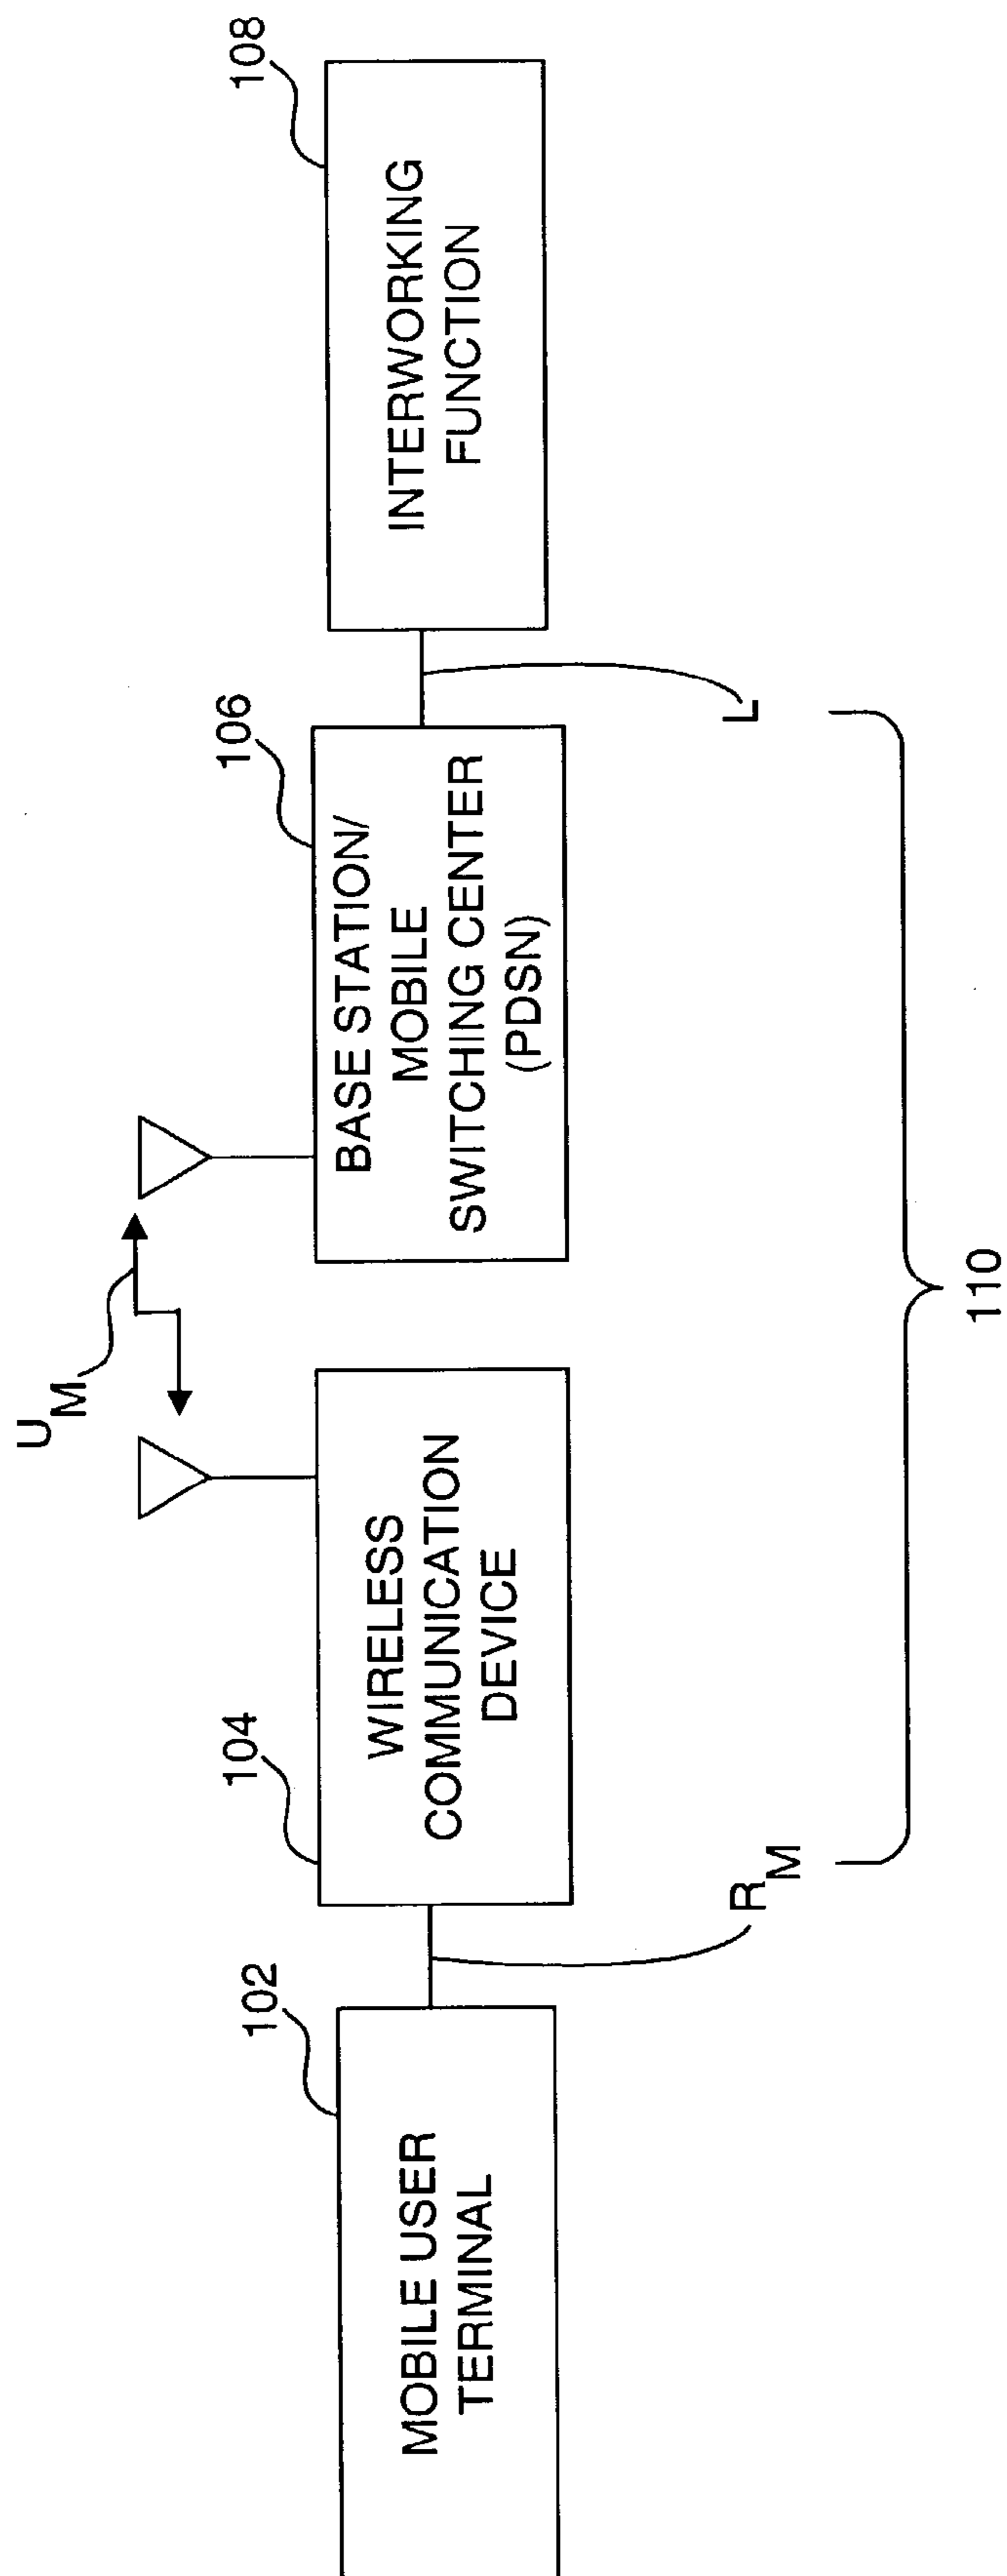 U
M
102
104
106
108
MOBILE USER
TERMINAL
WIRELESS
COMMUNICATION
DEVICE
BASE STATION/
MOBILE
SWITCHING CENTER
(PDSN)
INTERWORKING
FUNCTION
R
M
L
110